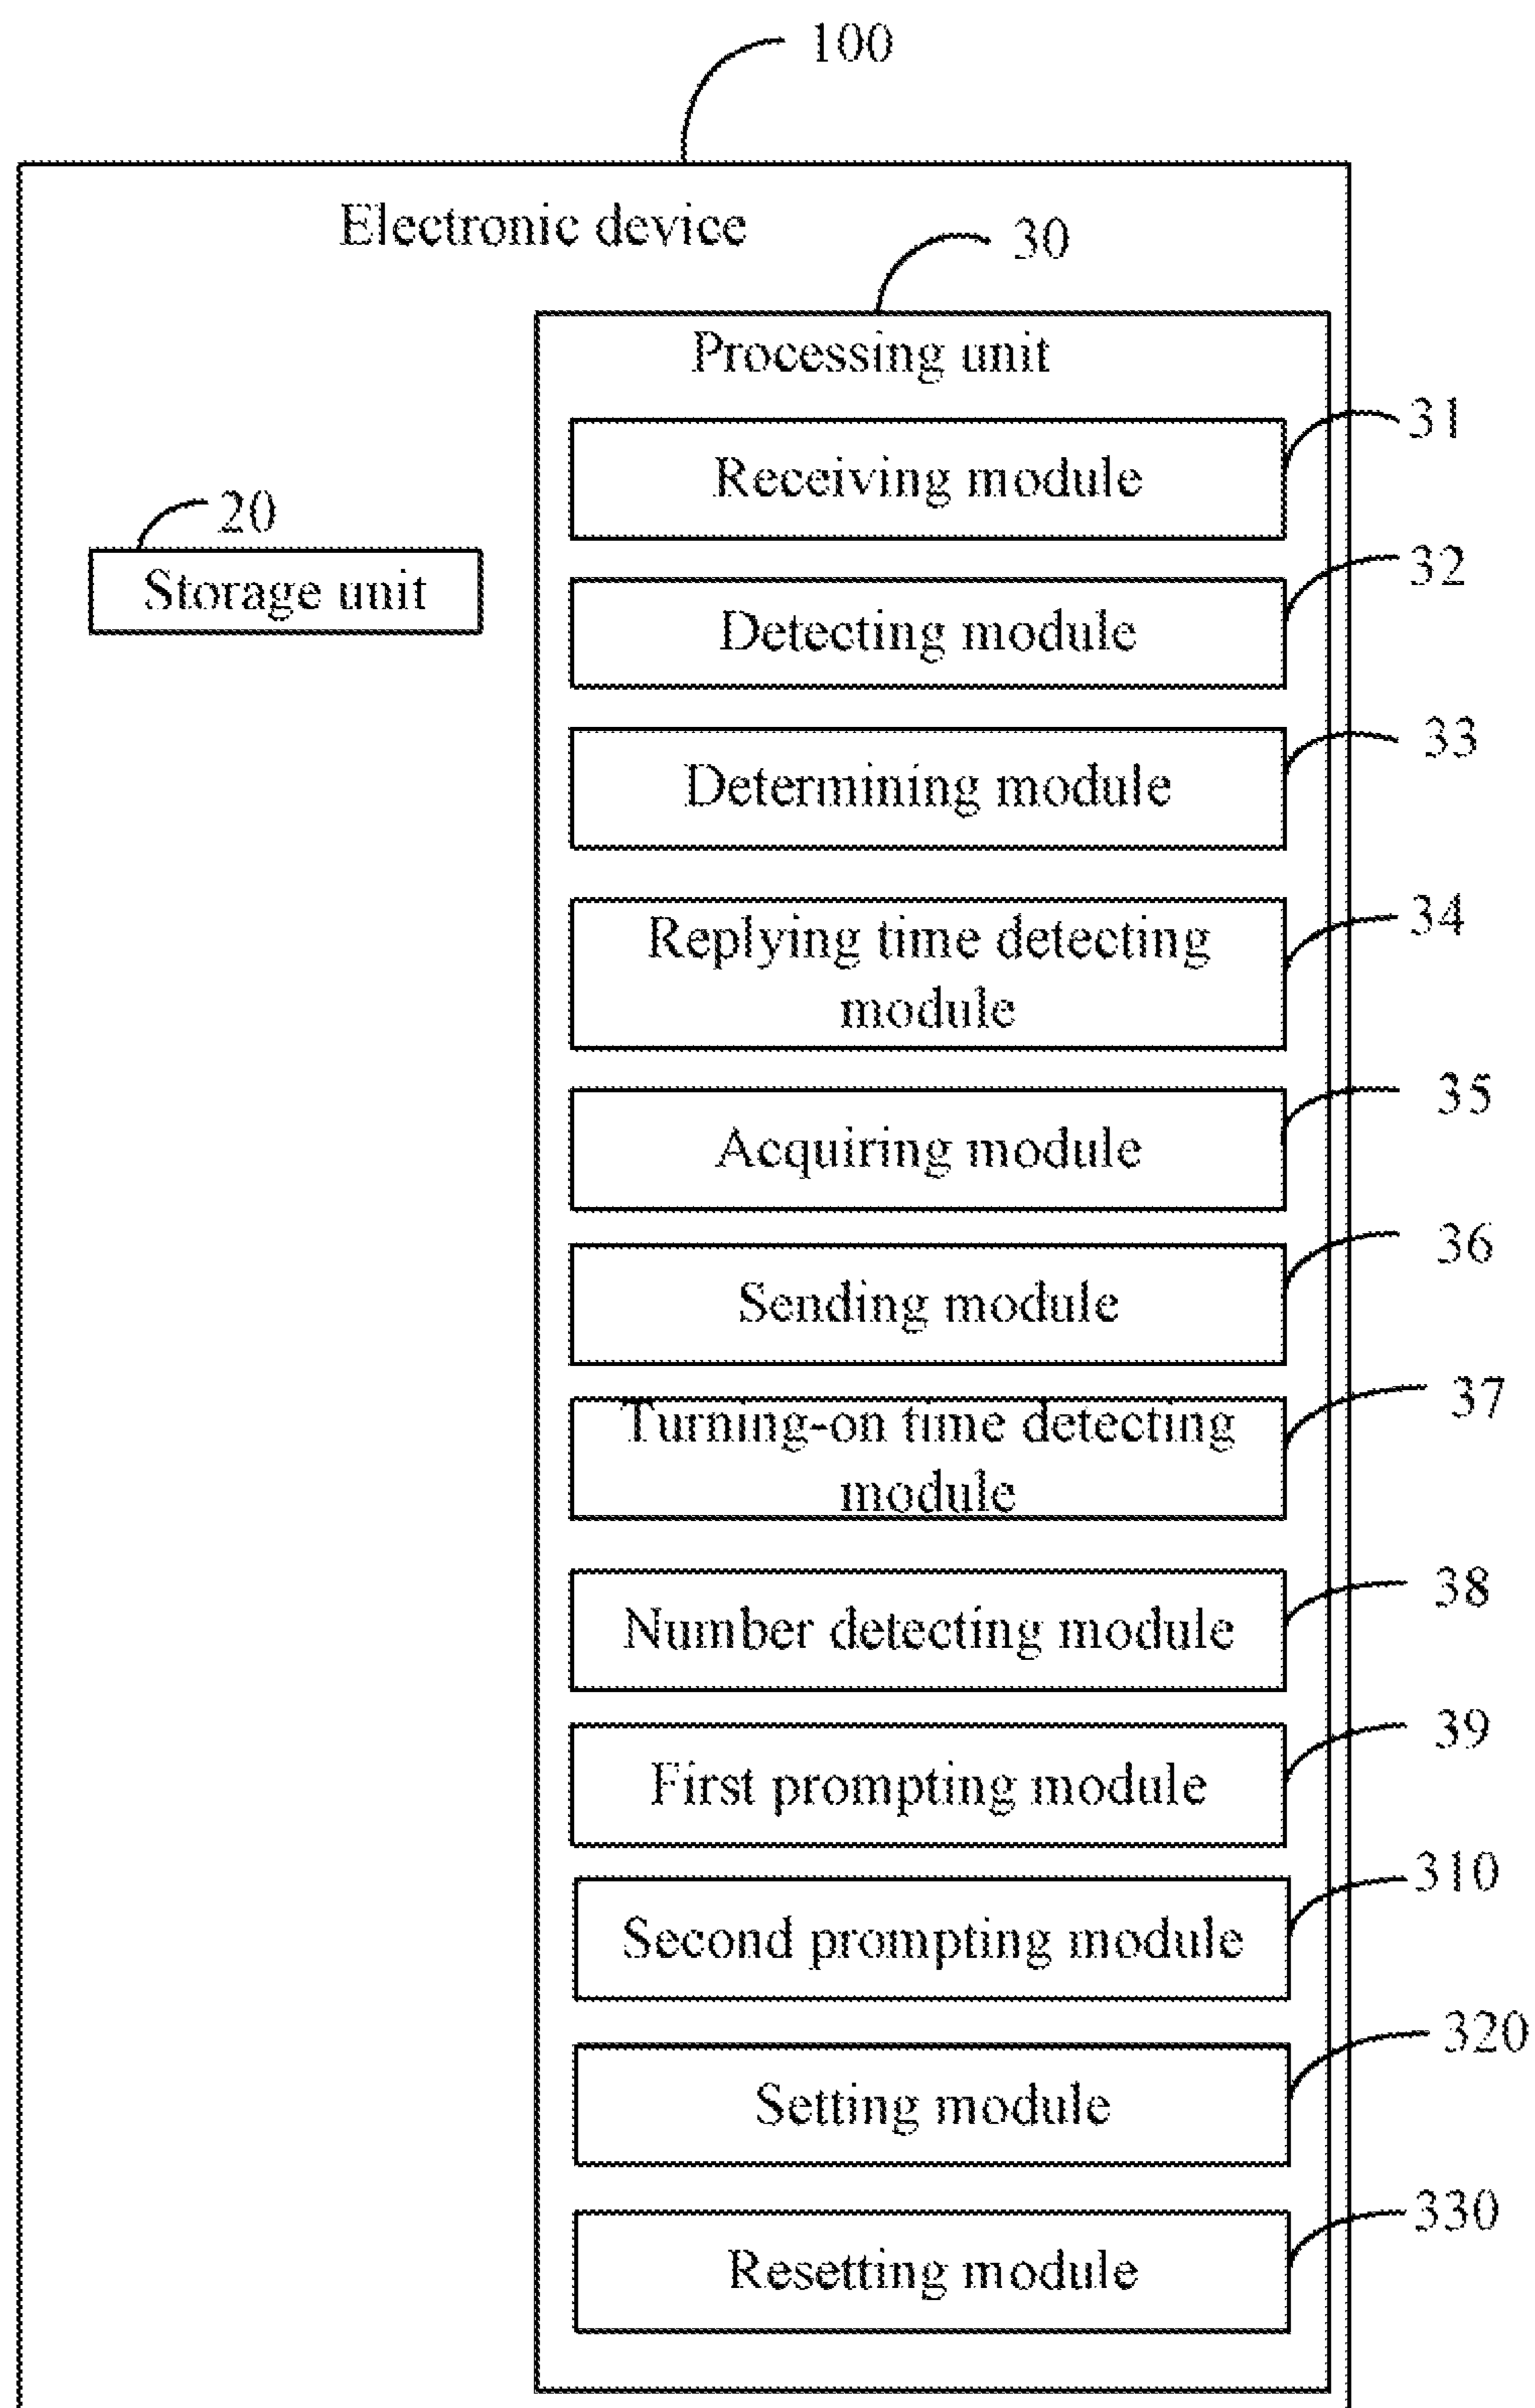 100
Electronic device
30
Processing unit
31
Receiving module
20
Storage unit
32
Detecting module
33
Determining module
34
Replying time detecting
module
35
Acquiring module
36
Sending module
37
Turning-on time detecting
module
38
Number detecting module
39
First prompting module
310
Second prompting module
320
Setting module
330
Resetting module